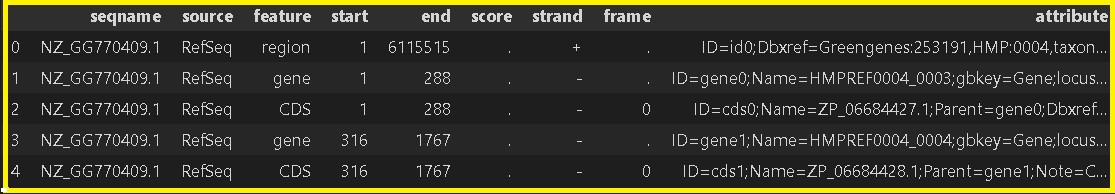 seqname source feature start end score strand frame attribute
0 NZ_GG770409.1 RefSeq region 1 6115515 . + . ID=id0;Dbxref=Greengenes:253191,HMP:0004,taxon...
1 NZ_GG770409.1 RefSeq gene 1 288 . - . ID=gene0;Name=HMPREF0004_0003;gbkey=Gene;locus...
2 NZ_GG770409.1 RefSeq CDS 1 288 . - 0 ID=cds0;Name=ZP_06684427.1;Parent=gene0;Dbxref...
3 NZ_GG770409.1 RefSeq gene 316 1767 . - . ID=gene1;Name=HMPREF0004_0004;gbkey=Gene;locus...
4 NZ_GG770409.1 RefSeq CDS 316 1767 . - 0 ID=cds1;Name=ZP_06684428.1;Parent=gene1;Note=C...